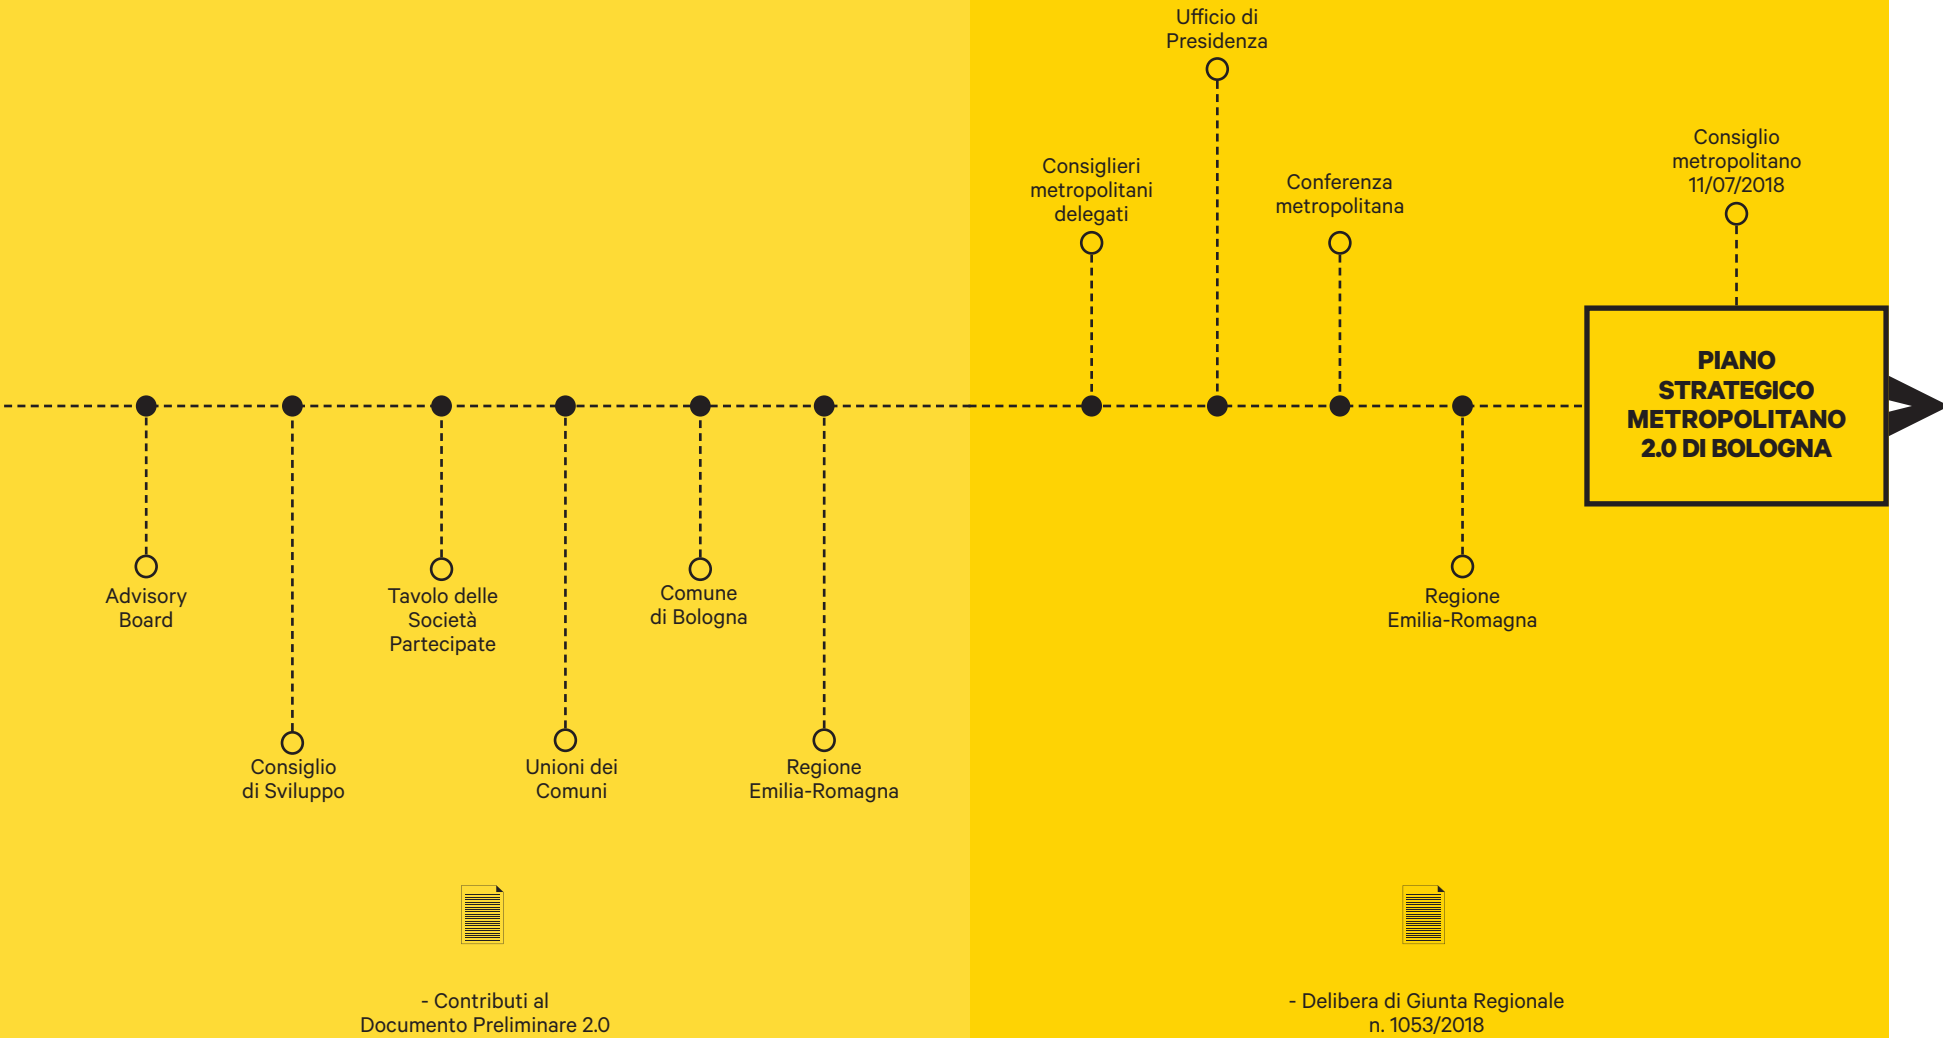 Ufficio di
Presidenza
Consiglieri
metropolitani
delegati
Conferenza
metropolitana
Consiglio
metropolitano
11/07/2018
PIANO
STRATEGICO
METROPOLITANO
2.0 DI BOLOGNA
Advisory
Board
Tavolo delle
Società
Partecipate
Comune
di Bologna
Regione
Emilia-Romagna
Consiglio
di Sviluppo
Unioni dei
Comuni
Regione
Emilia-Romagna
- Contributi al
Documento Preliminare 2.0
- Delibera di Giunta Regionale
n. 1053/2018